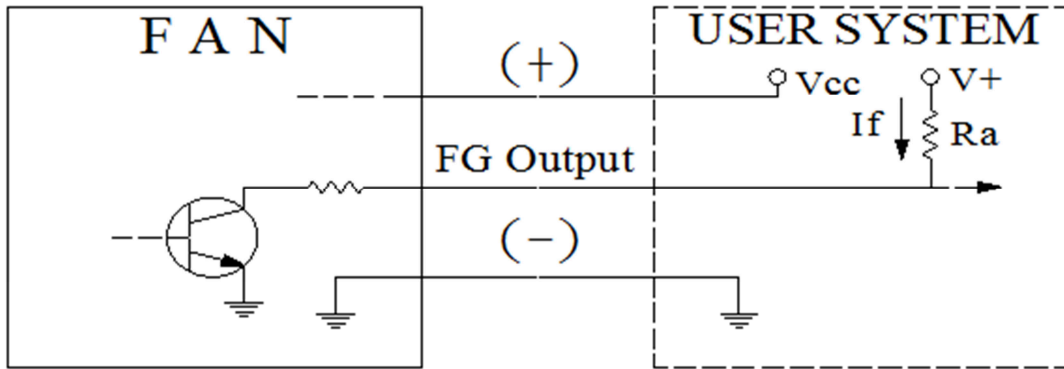 F A N
USER SYSTEM
(+)
Vcc
V+
If
Ra
FG Output
(-)